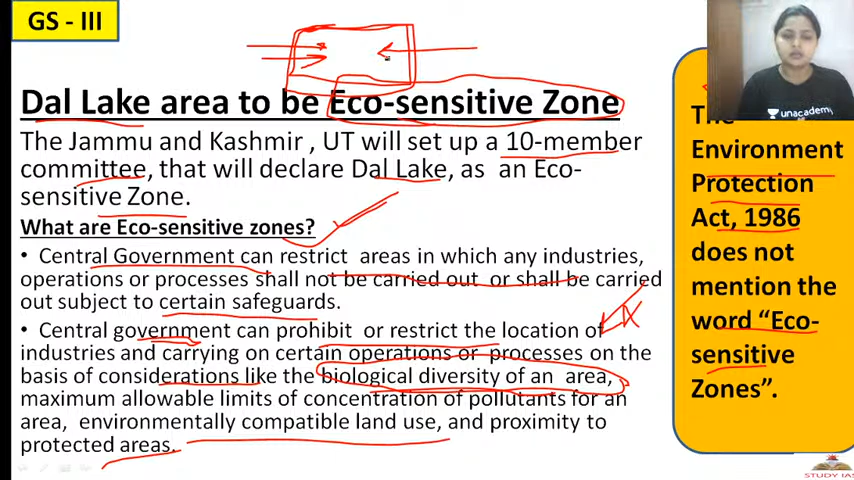 GS - III
Dal Lake area to be Eco-sensitive Zone
The Jammu and Kashmir , UT will set up a 10-member
committee, that will declare Dal Lake, as an Eco-
sensitive Zone.
What are Eco-sensitive zones?
• Central Government can restrict areas in which any industries,
operations or processes shall not be carried out or shall be carried
out subject to certain safeguards.
• Central government can prohibit or restrict the location of
industries and carrying on certain operations or processes on the
basis of considerations like the biological diversity of an area,
maximum allowable limits of concentration of pollutants for an
area, environmentally compatible land use, and proximity to
protected areas.
unacademy
The
Environment
Protection
Act, 1986
does not
mention the
word “Eco-
sensitive
Zones”.
STUDY IAS